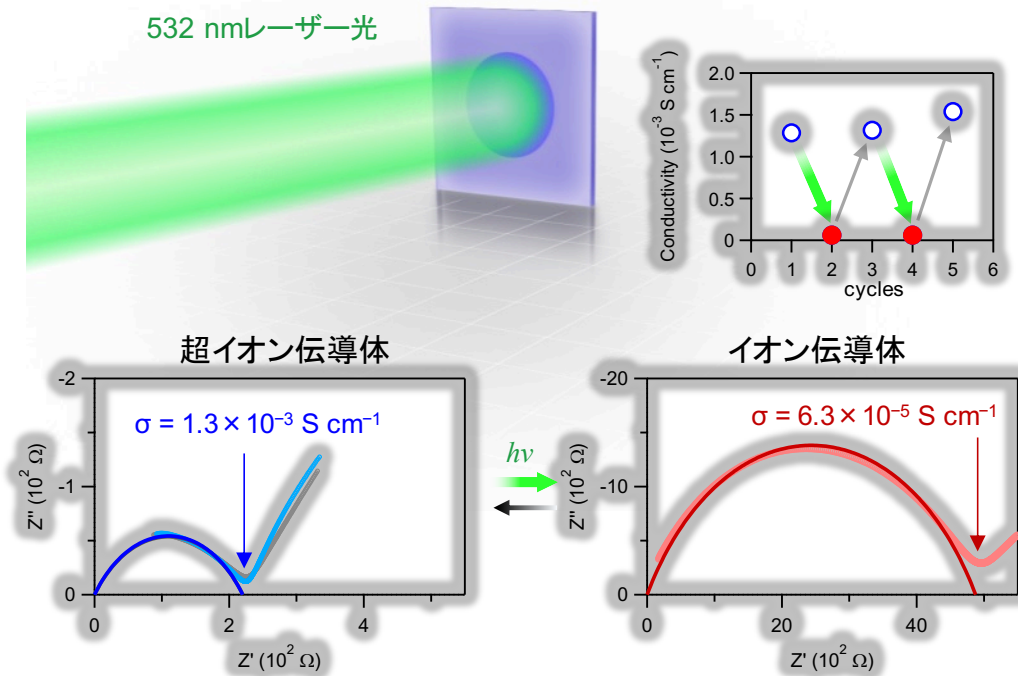 532 nmレーザー光
Conductivity (10⁻³ S cm⁻¹)
2.0
1.5
1.0
0.5
0
0 1 2 3 4 5 6
cycles
超イオン伝導体
σ = 1.3 × 10⁻³ S cm⁻¹
Z'' (10² Ω)
-2
-1
0
0 2 4
Z' (10² Ω)
hν
イオン伝導体
σ = 6.3 × 10⁻⁵ S cm⁻¹
Z'' (10² Ω)
-20
-10
0
0 20 40
Z' (10² Ω)